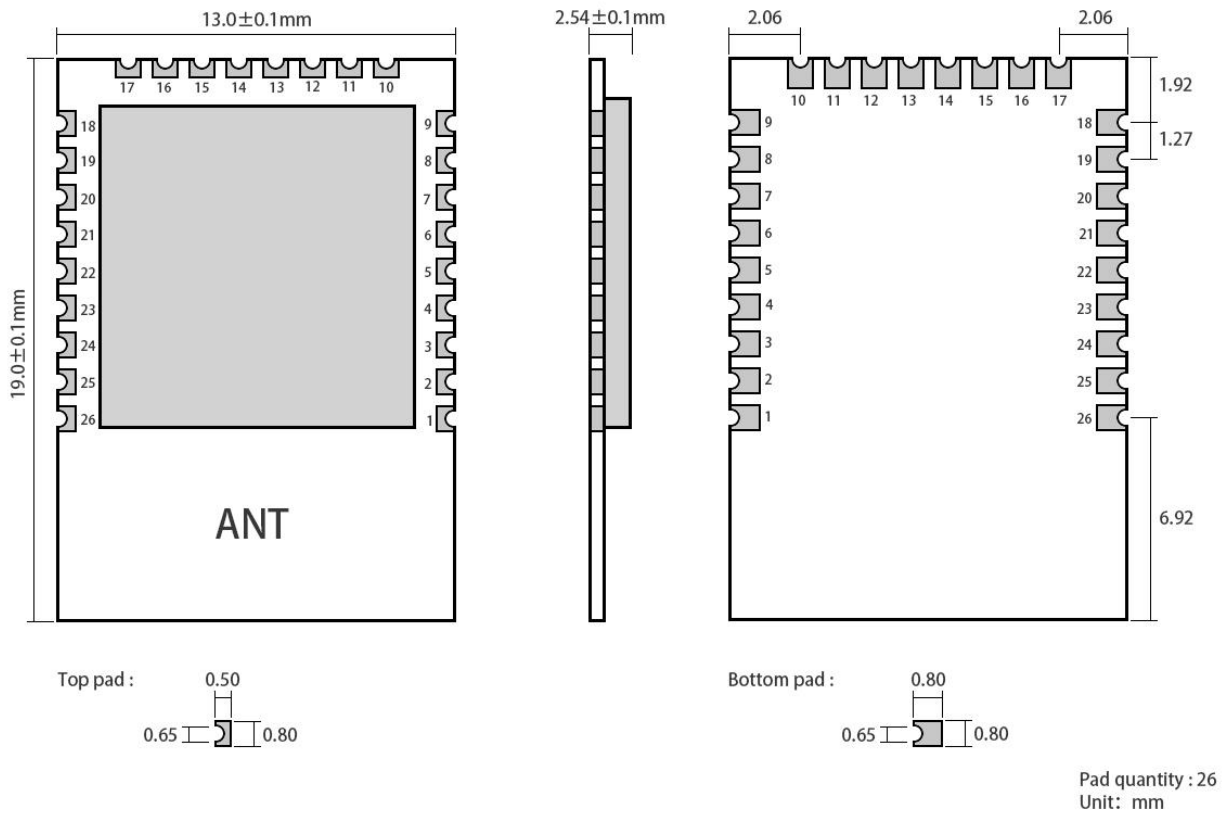 13.0±0.1mm
2.54±0.1mm
2.06
2.06
17 16 15 14 13 12 11 10
10 11 12 13 14 15 16 17
1.92
1.27
18 9
19 8
20 7
21 6
22 5
23 4
24 3
25 2
26 1
9 18
8 19
7 20
6 21
5 22
4 23
3 24
2 25
1 26
19.0±0.1mm
ANT
6.92
Top pad :
0.50
0.65
0.80
Bottom pad :
0.80
0.65
0.80
Pad quantity : 26
Unit: mm